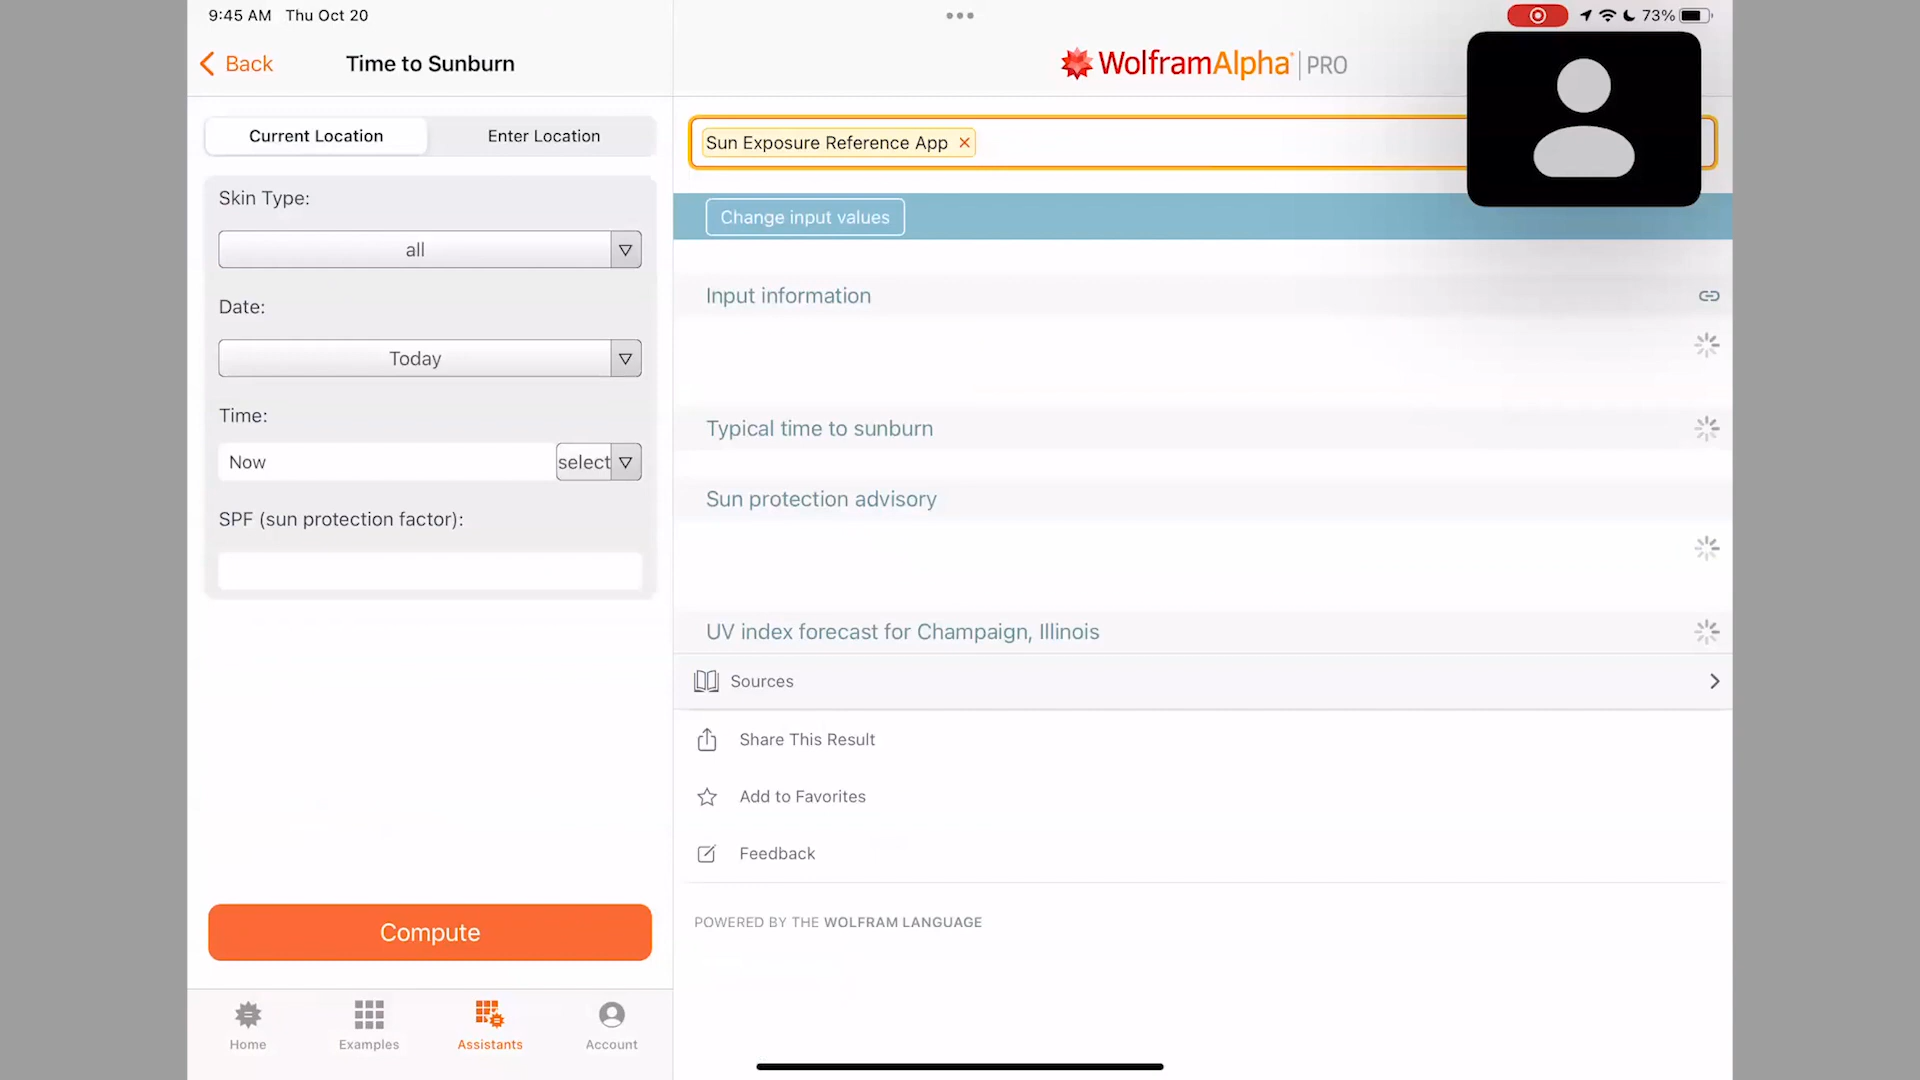 9:45 AM Thu Oct 20
73%
Back
Time to Sunburn
WolframAlpha PRO
Current Location
Enter Location
Sun Exposure Reference App ×
Change input values
Skin Type:
all
Date:
Today
Time:
Now
select
SPF (sun protection factor):
Compute
Home
Examples
Assistants
Account
Input information
Typical time to sunburn
Sun protection advisory
UV index forecast for Champaign, Illinois
Sources
Share This Result
Add to Favorites
Feedback
POWERED BY THE WOLFRAM LANGUAGE